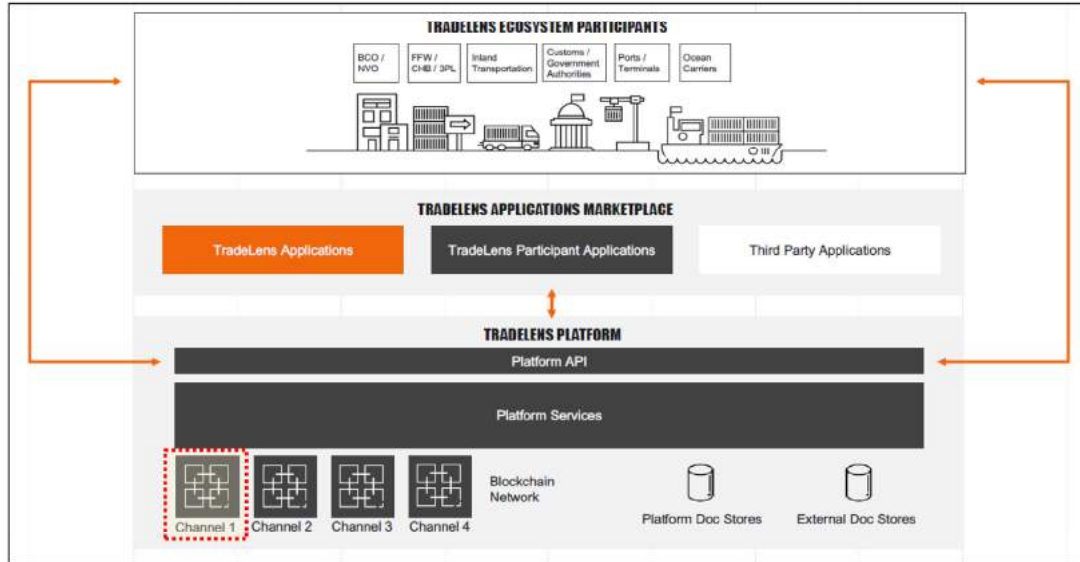 TRADELENS ECOSYSTEM PARTICIPANTS
BCO /
NVO
FFW /
CHB / 3PL
Inland
Transportation
Customs /
Government
Authorities
Ports /
Terminals
Ocean
Carriers
TRADELENS APPLICATIONS MARKETPLACE
TradeLens Applications
TradeLens Participant Applications
Third Party Applications
TRADELENS PLATFORM
Platform API
Platform Services
Channel 1
Channel 2
Channel 3
Channel 4
Blockchain
Network
Platform Doc Stores
External Doc Stores